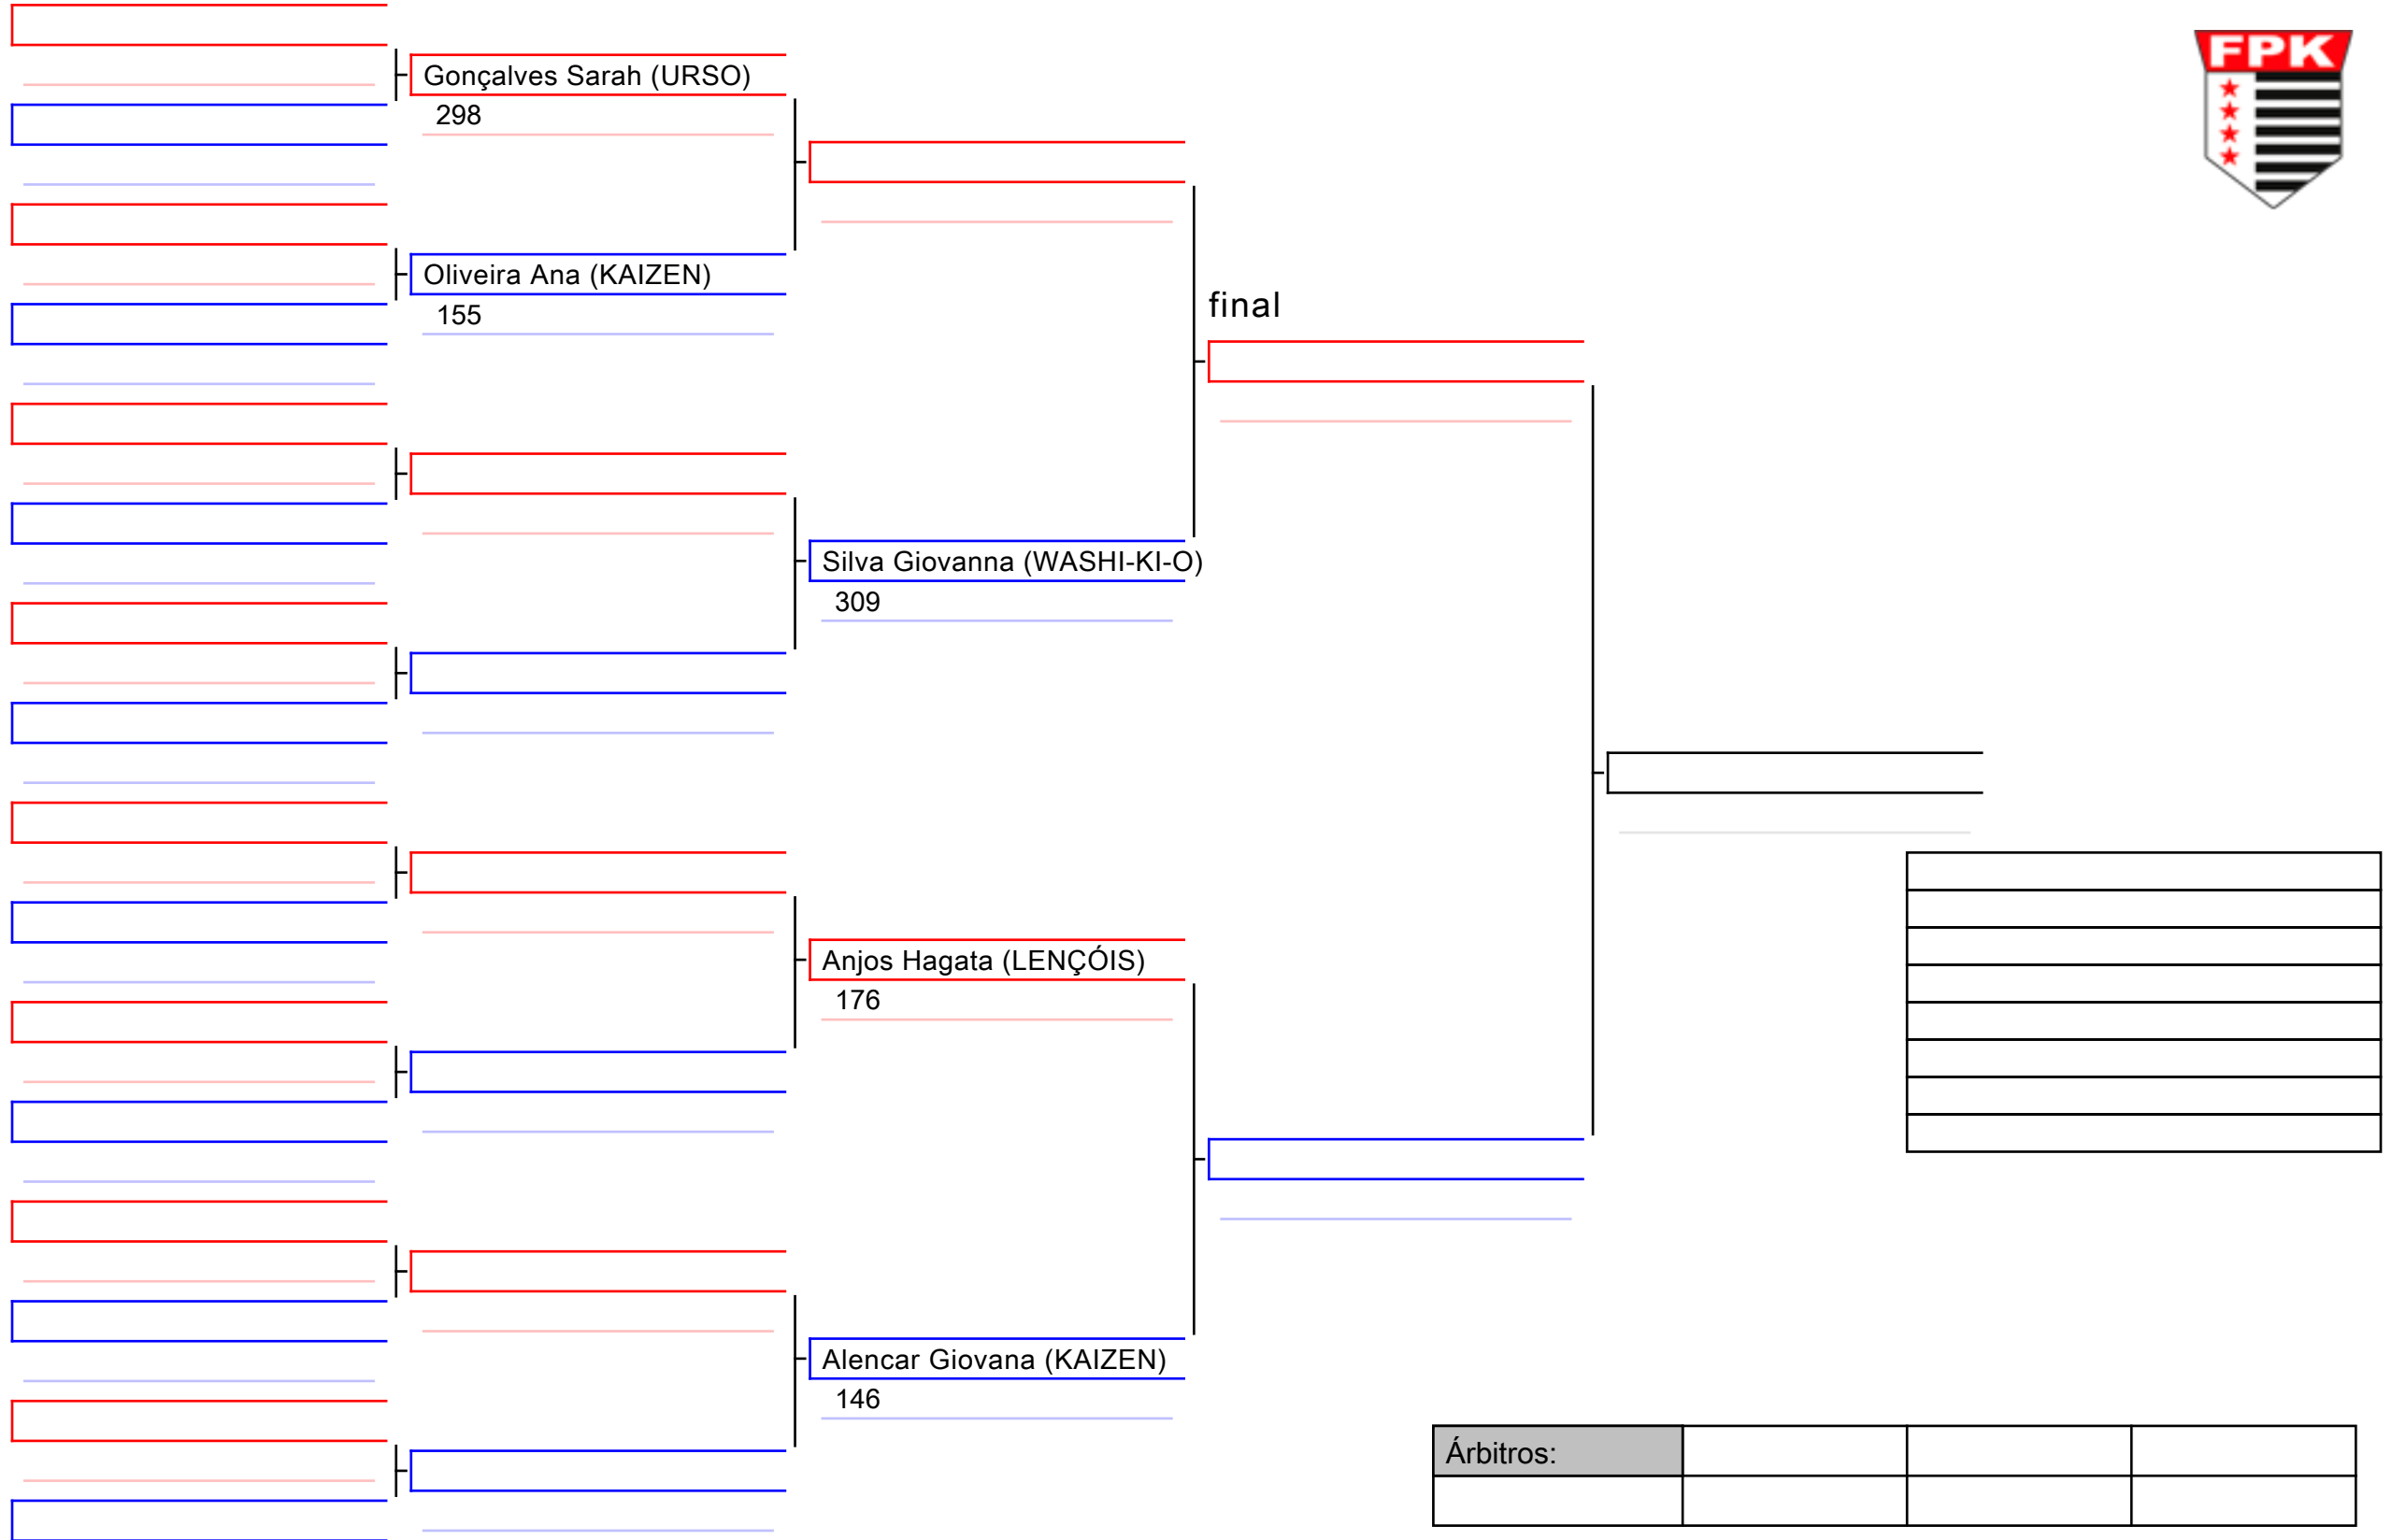 FPK
Gonçalves Sarah (URSO)
298
Oliveira Ana (KAIZEN)
155
final
Silva Giovanna (WASHI-KI-O)
309
Anjos Hagata (LENÇÓIS)
176
Alencar Giovana (KAIZEN)
146
Árbitros: